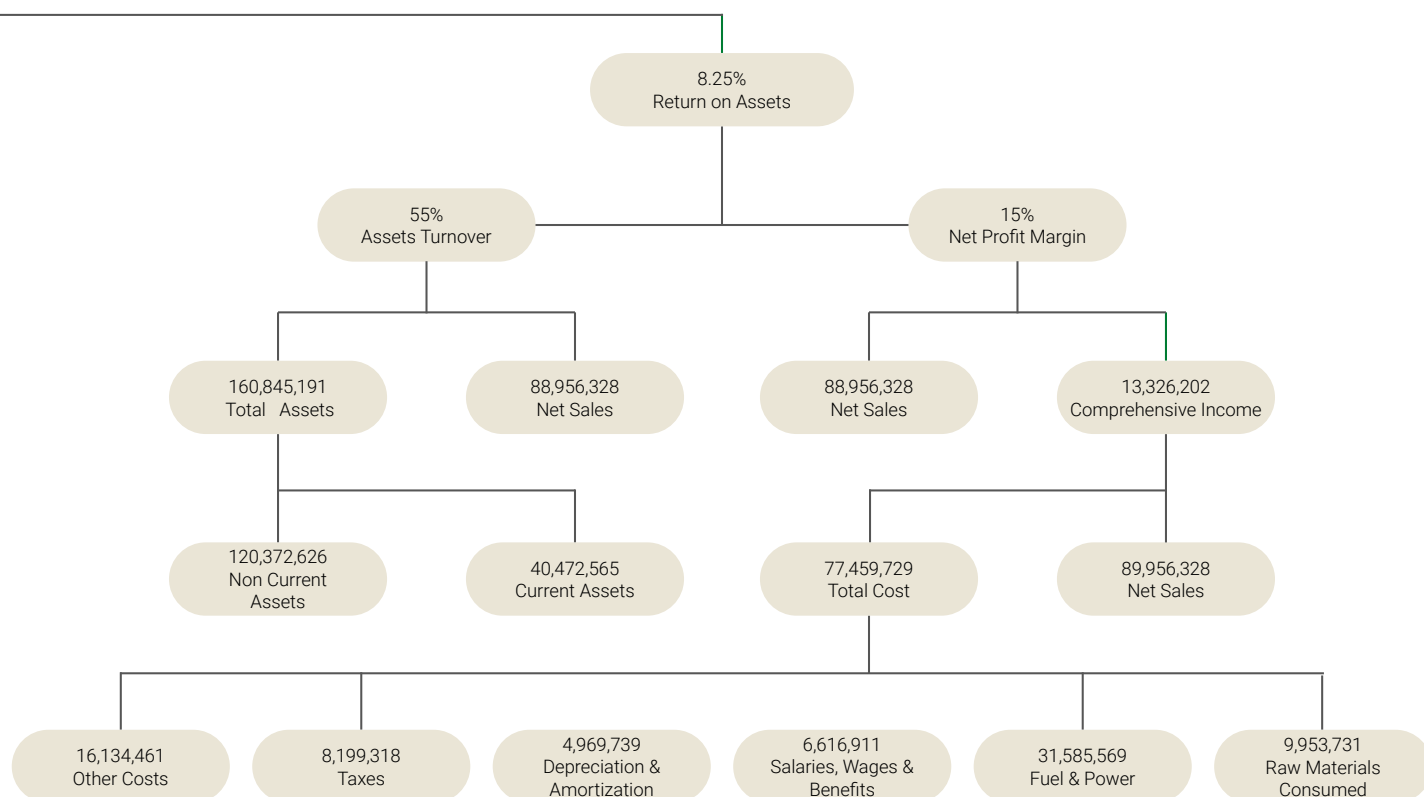 8.25%
Return on Assets
55%
Assets Turnover
15%
Net Profit Margin
160,845,191
Total Assets
88,956,328
Net Sales
88,956,328
Net Sales
13,326,202
Comprehensive Income
120,372,626
Non Current
Assets
40,472,565
Current Assets
77,459,729
Total Cost
89,956,328
Net Sales
16,134,461
Other Costs
8,199,318
Taxes
4,969,739
Depreciation &
Amortization
6,616,911
Salaries, Wages &
Benefits
31,585,569
Fuel & Power
9,953,731
Raw Materials
Consumed